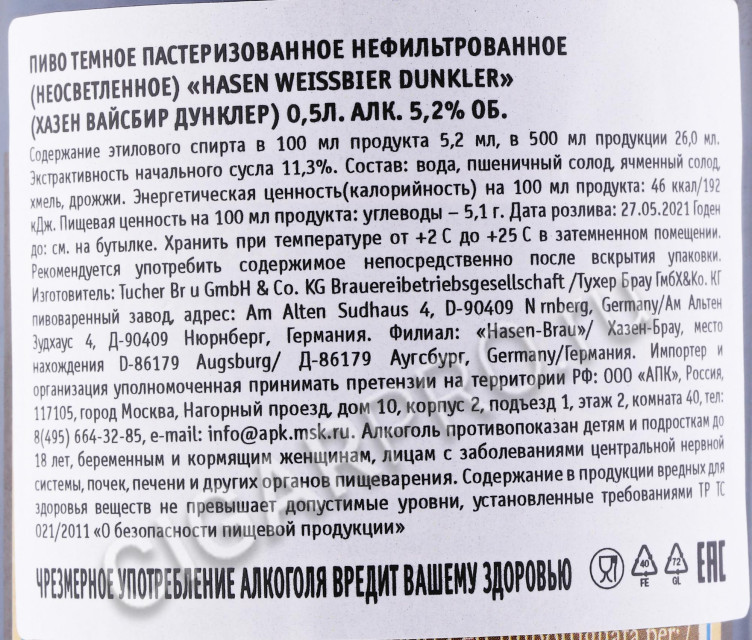 ПИВО ТЕМНОЕ ПАСТЕРИЗОВАННОЕ НЕФИЛЬТРОВАННОЕ
(НЕОСВЕТЛЕННОЕ) «HASEN WEISSBIER DUNKLER»
(ХАЗЕН ВАЙСБИР ДУНКЛЕР) 0,5Л. АЛК. 5,2% ОБ.
Содержание этилового спирта в 100 мл продукта 5,2 мл, в 500 мл продукции 26,0 мл.
Экстрактивность начального сусла 11,3%. Состав: вода, пшеничный солод, ячменный солод,
хмель, дрожжи. Энергетическая ценность(калорийность) на 100 мл продукта: 46 ккал/192
кДж. Пищевая ценность на 100 мл продукта: углеводы – 5,1 г. Дата розлива: 27.05.2021 Годен
до: см. на бутылке. Хранить при температуре от +2 С до +25 С в затемненном помещении.
Рекомендуется употребить содержимое непосредственно после вскрытия упаковки.
Изготовитель: Tucher Br u GmbH & Co. KG Brauereibetriebsgesellschaft /Тухер Брау ГмбХ&Ко. КГ
пивоваренный завод, адрес: Am Alten Sudhaus 4, D-90409 N rnberg, Germany/Ам Альтен
Зудхаус 4, Д-90409 Нюрнберг, Германия. Филиал: «Hasen-Brau»/ Хазен-Брау, место
нахождения D-86179 Augsburg/ Д-86179 Аугсбург, Germany/Германия. Импортер и
организация уполномоченная принимать претензии на территории РФ: ООО «АПК», Россия,
117105, город Москва, Нагорный проезд, дом 10, корпус 2, подъезд 1, этаж 2, комната 40, тел:
8(495) 664-32-85, e-mail: info@apk.msk.ru. Алкоголь противопоказан детям и подросткам до
18 лет, беременным и кормящим женщинам, лицам с заболеваниями центральной нервной
системы, почек, печени и других органов пищеварения. Содержание в продукции вредных для
здоровья веществ не превышает допустимые уровни, установленные требованиями ТР ТС
021/2011 «О безопасности пищевой продукции»
ЧРЕЗМЕРНОЕ УПОТРЕБЛЕНИЕ АЛКОГОЛЯ ВРЕДИТ ВАШЕМУ ЗДОРОВЬЮ
40 FE
72 GL
EAC
CIGARPRO.ru